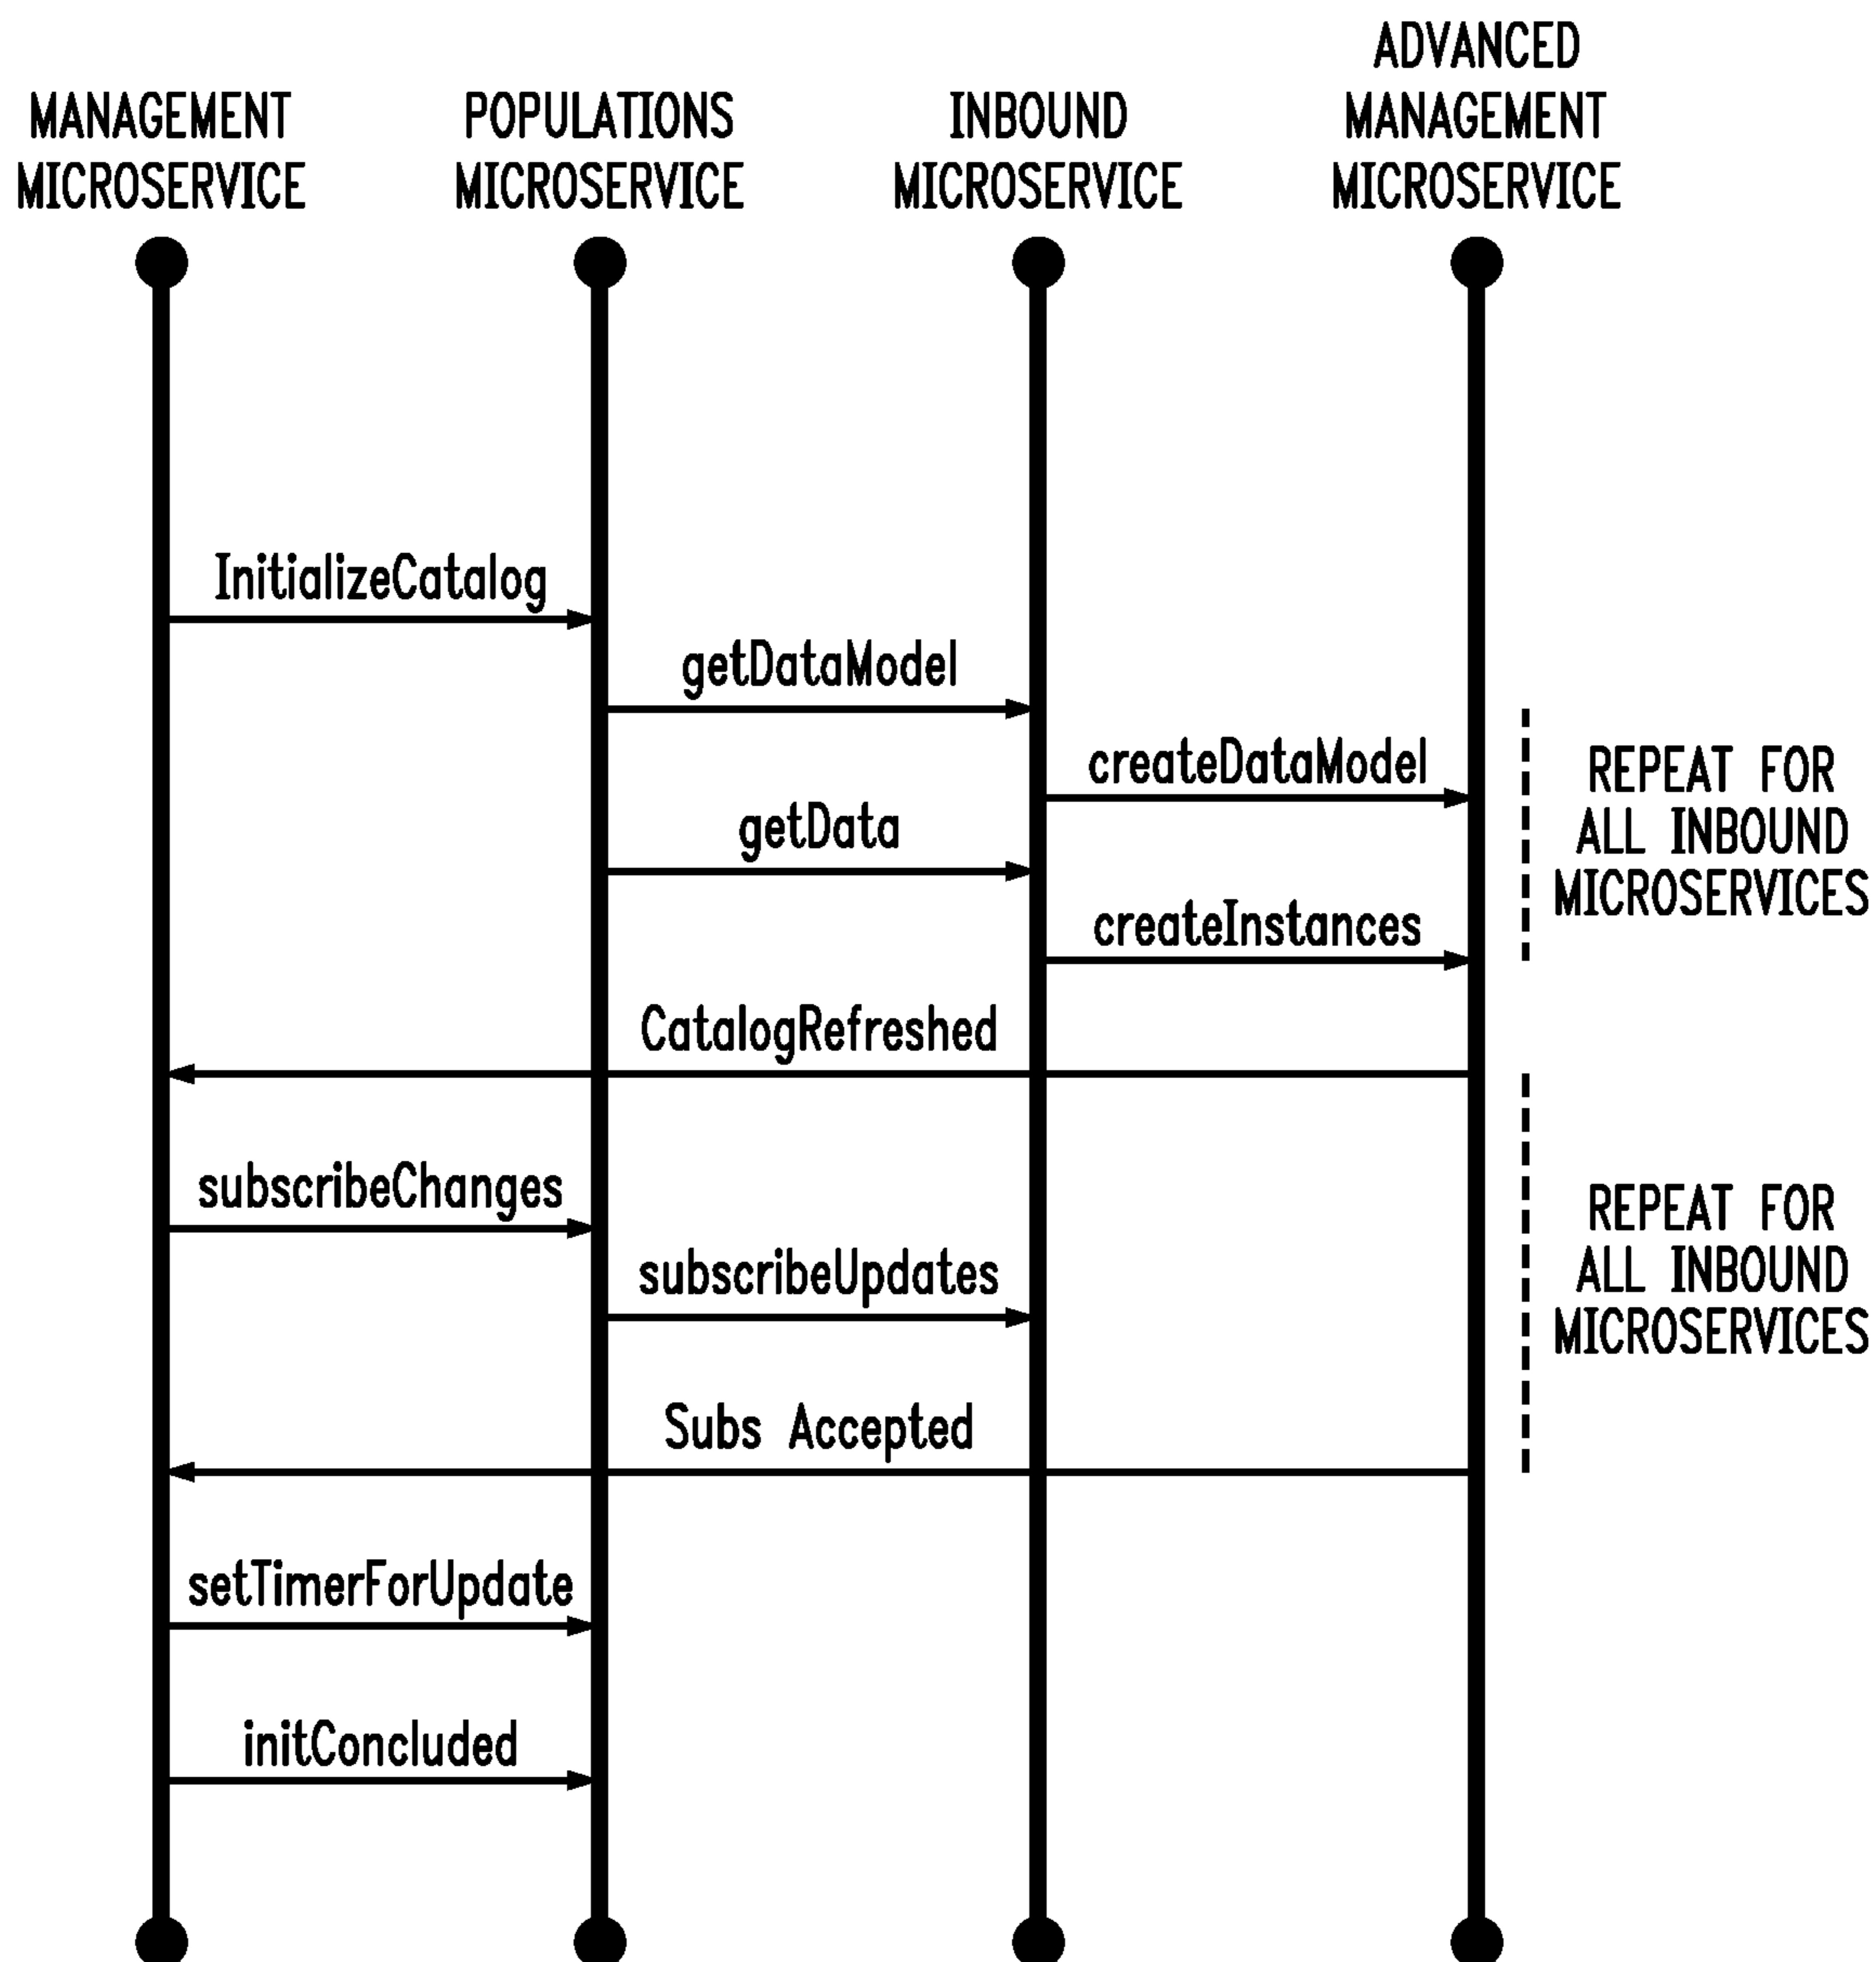 MANAGEMENT
MICROSERVICE
POPULATIONS
MICROSERVICE
INBOUND
MICROSERVICE
ADVANCED
MANAGEMENT
MICROSERVICE
InitializeCatalog
getDataModel
createDataModel
getData
createInstances
REPEAT FOR
ALL INBOUND
MICROSERVICES
CatalogRefreshed
subscribeChanges
subscribeUpdates
REPEAT FOR
ALL INBOUND
MICROSERVICES
Subs Accepted
setTimerForUpdate
initConcluded